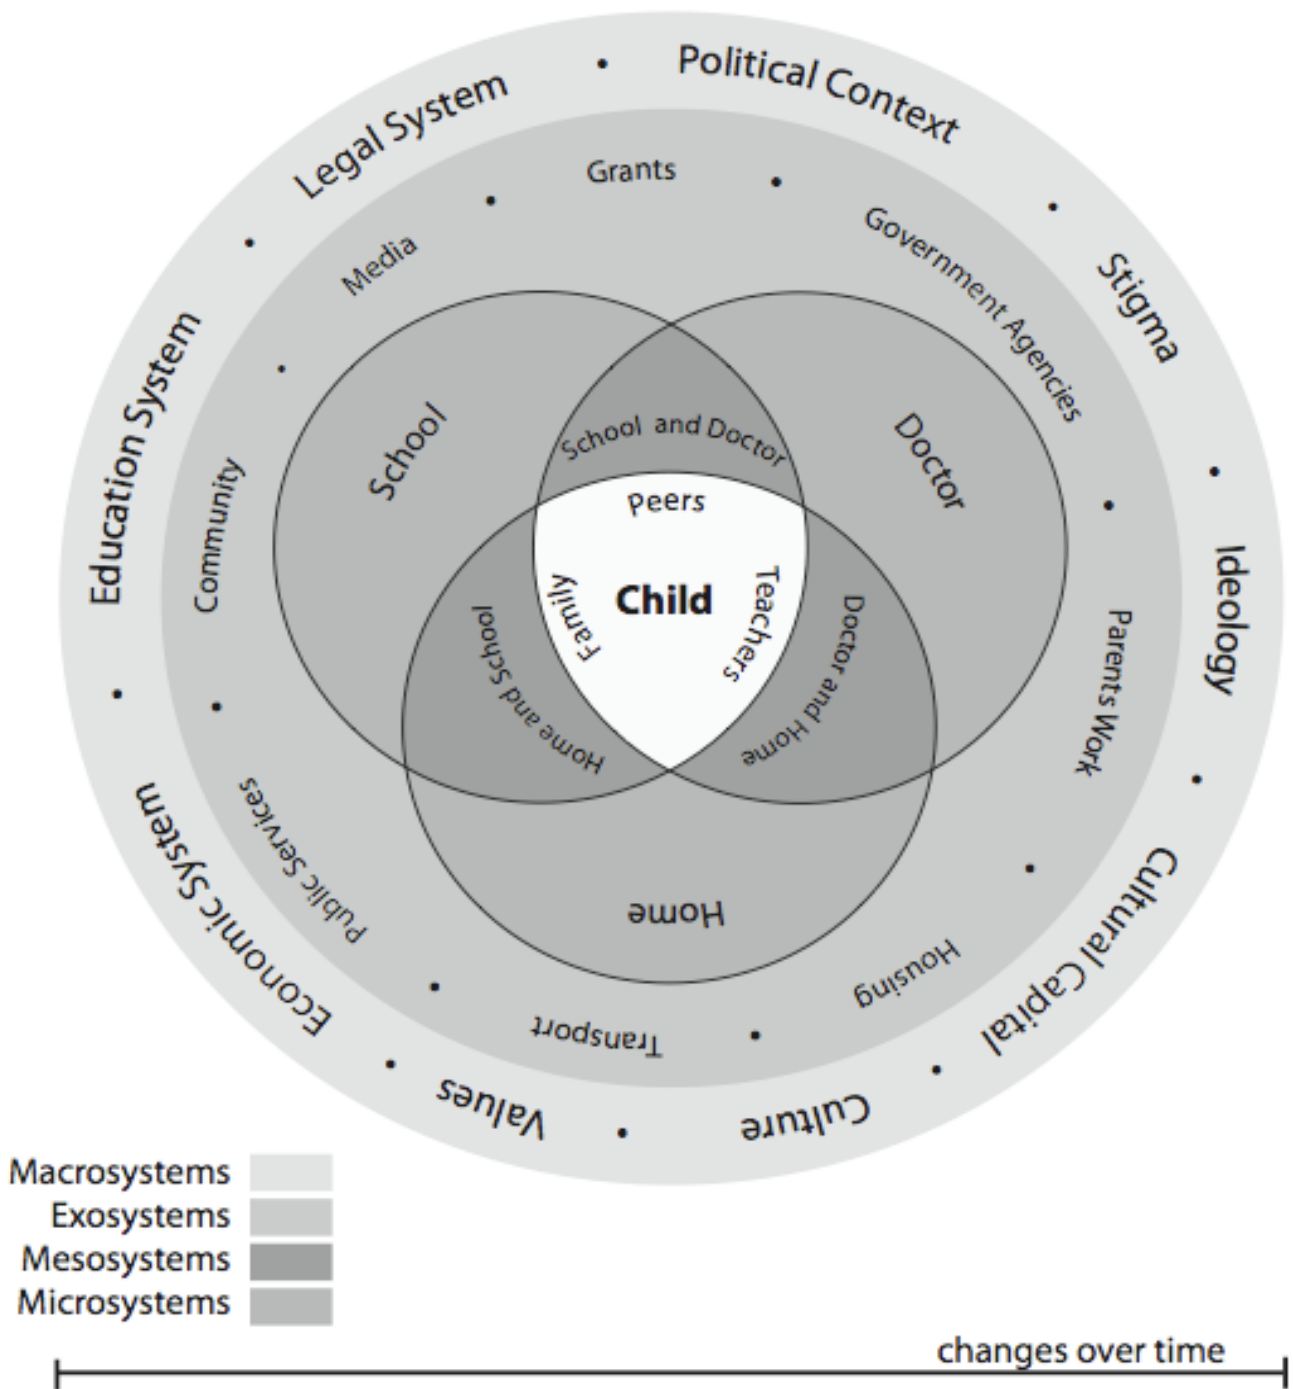 Political Context
Stigma
Ideology
Cultural Capital
Culture
Values
Economic System
Education System
Legal System
Grants
Government Agencies
Parents Work
Housing
Transport
Public Services
Community
Media
School
Doctor
Home
School and Doctor
Doctor and Home
Home and School
Peers
Teachers
Family
Child
Macrosystems
Exosystems
Mesosystems
Microsystems
changes over time